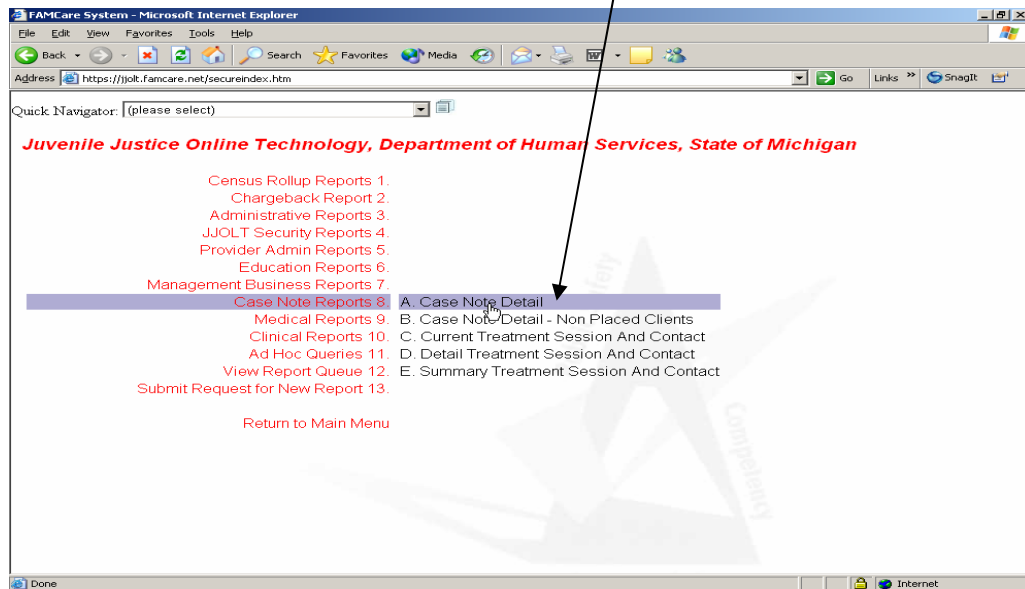 FAMCare System - Microsoft Internet Explorer
File Edit View Favorites Tools Help
Back Search Favorites Media
Address https://jjolt.famcare.net/secureindex.htm Go Links » SnagIt
Quick Navigator: (please select)
Juvenile Justice Online Technology, Department of Human Services, State of Michigan
Census Rollup Reports 1.
Chargeback Report 2.
Administrative Reports 3.
JJOLT Security Reports 4.
Provider Admin Reports 5.
Education Reports 6.
Management Business Reports 7.
Case Note Reports 8. A. Case Note Detail
Medical Reports 9. B. Case Note Detail - Non Placed Clients
Clinical Reports 10. C. Current Treatment Session And Contact
Ad Hoc Queries 11. D. Detail Treatment Session And Contact
View Report Queue 12. E. Summary Treatment Session And Contact
Submit Request for New Report 13.
Return to Main Menu
Safety
Competency
Done Internet